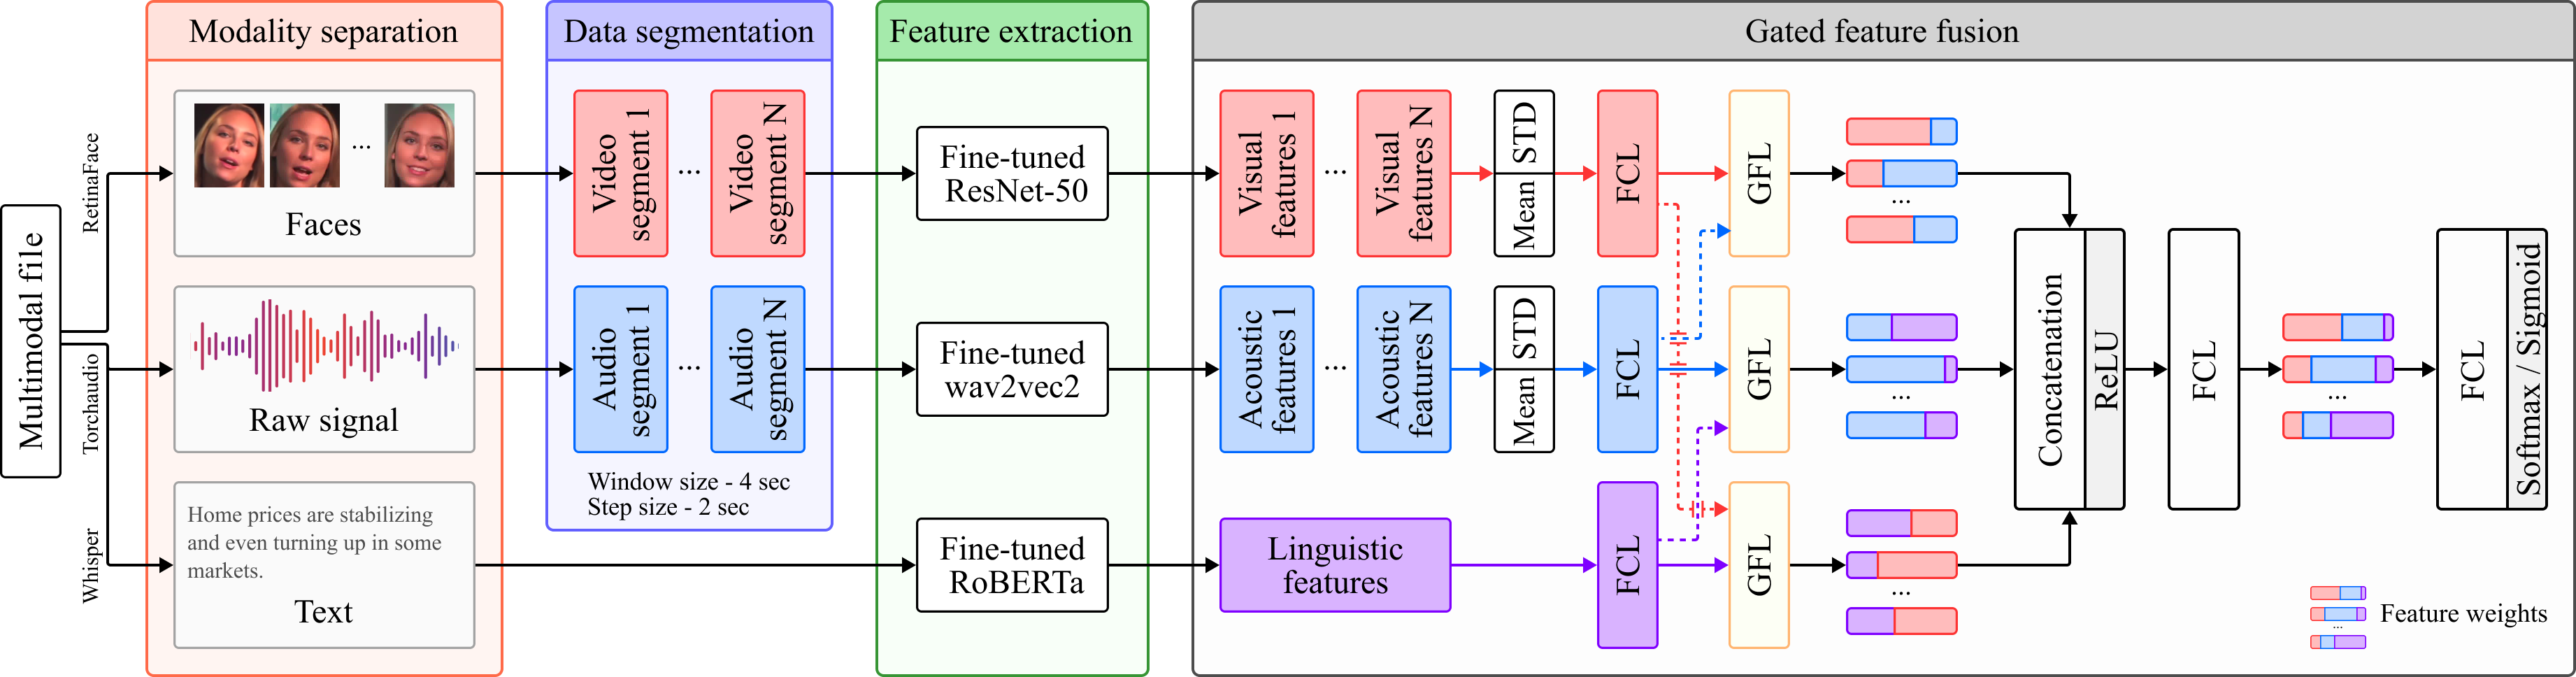 Modality separation
Data segmentation
Feature extraction
Gated feature fusion
Multimodal file
RetinaFace
Torchaudio
Whisper
...
Faces
Raw signal
Home prices are stabilizing
and even turning up in some
markets.
Text
Video
segment 1
...
Video
segment N
Audio
segment 1
...
Audio
segment N
Window size - 4 sec
Step size - 2 sec
Fine-tuned
ResNet-50
Fine-tuned
wav2vec2
Fine-tuned
RoBERTa
Visual
features 1
...
Visual
features N
Mean
STD
FCL
GFL
...
Acoustic
features 1
...
Acoustic
features N
Mean
STD
FCL
GFL
...
Linguistic
features
FCL
GFL
...
Concatenation
ReLU
FCL
...
FCL
Softmax / Sigmoid
...
Feature weights